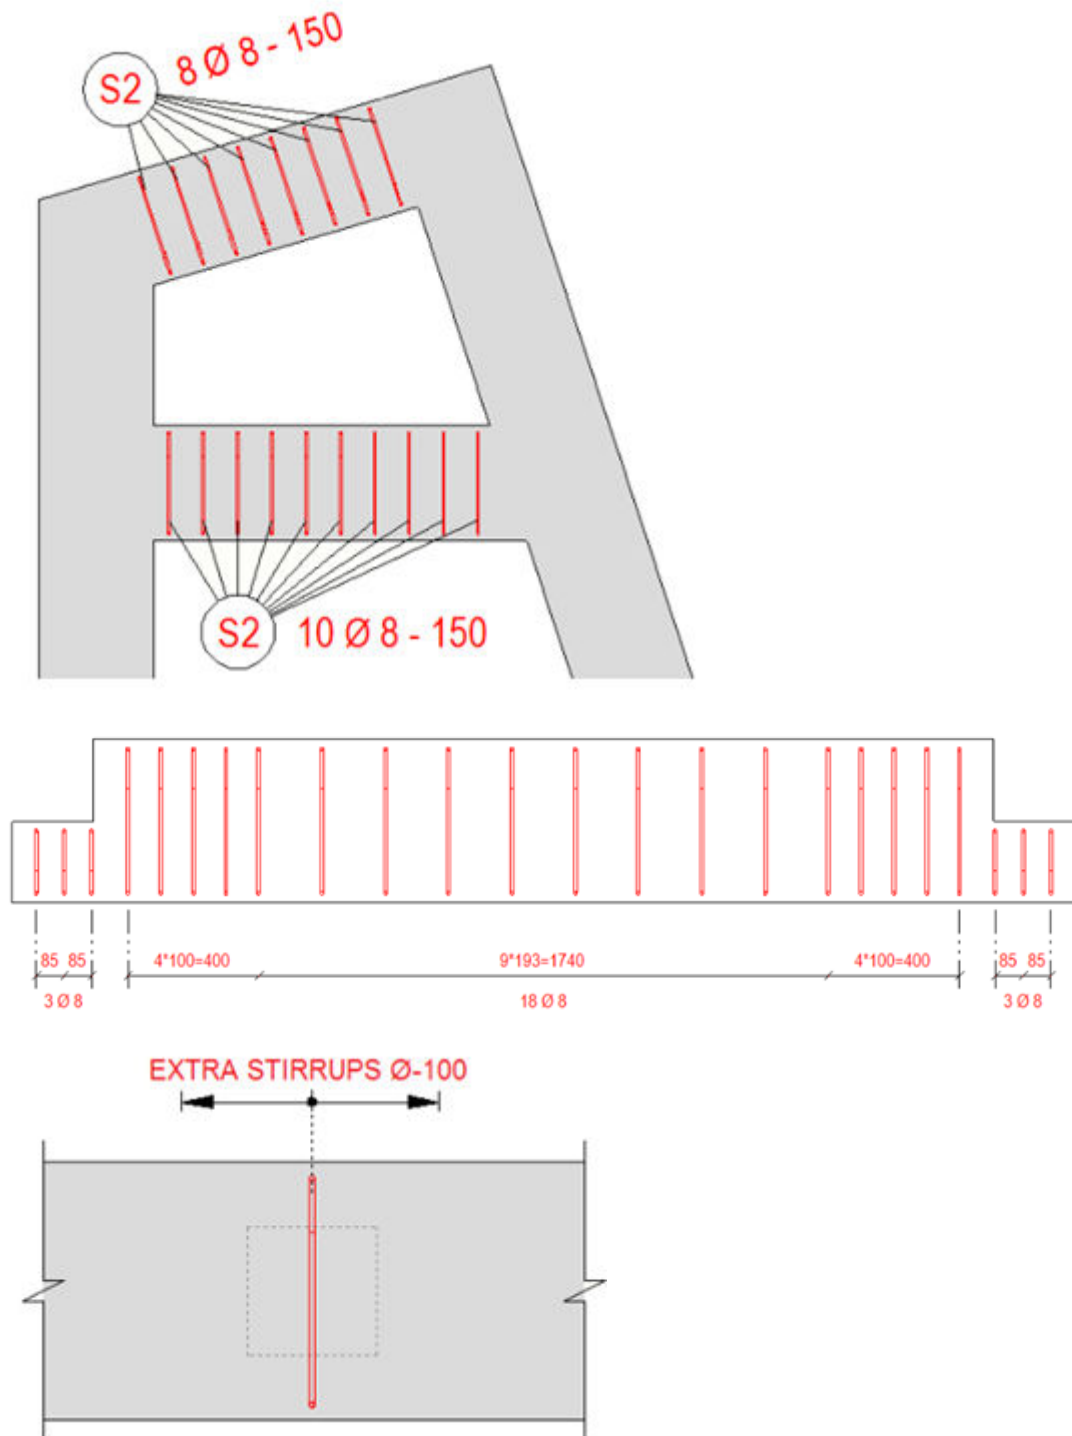 S2 8 Ø 8 - 150
S2 10 Ø 8 - 150
85 85 4*100=400 9*193=1740 4*100=400 85 85
3 Ø 8 18 Ø 8 3 Ø 8
EXTRA STIRRUPS Ø-100